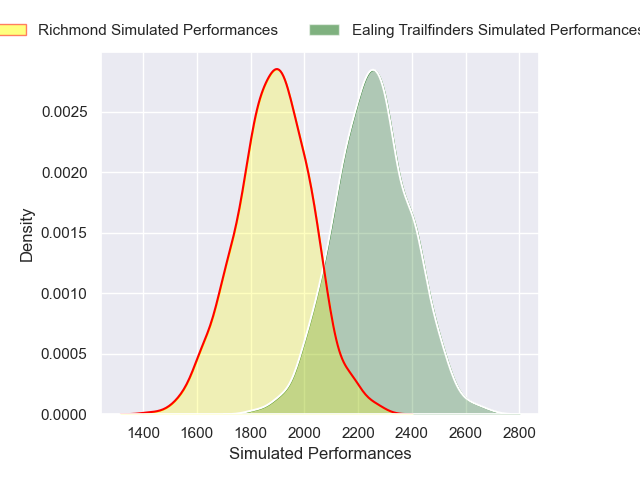 Richmond Simulated Performances
Ealing Trailfinders Simulated Performances
0.0025
0.0020
0.0015
0.0010
0.0005
0.0000
Density
1400 1600 1800 2000 2200 2400 2600 2800
Simulated Performances